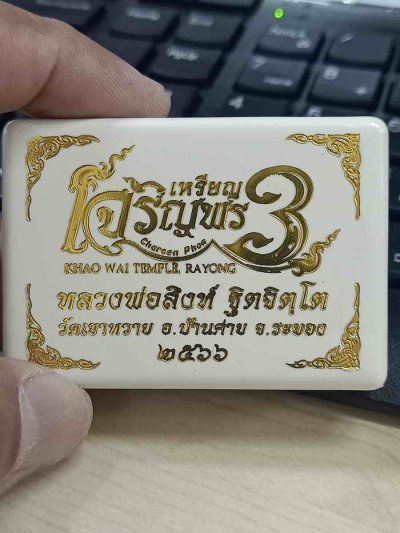 เหรียญ
โจริญพร 3
Charoen Phon
KHAO WAI TEMPLE, RAYONG
หลวงพ่อสิงห์ ฐิตจิตฺโต
วัดเขาหวาย อ.บ้านค่าย จ.ระยอง
๒๕๖๖